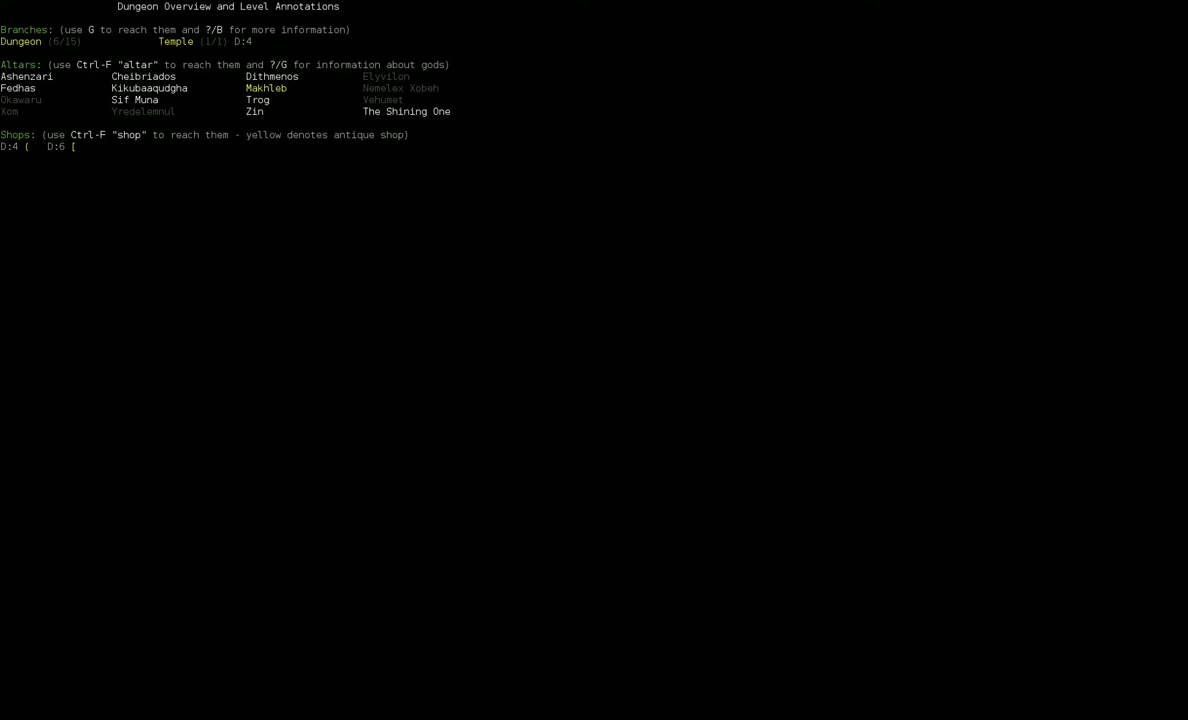 Dungeon Overview and Level Annotations
Branches: (use G to reach them and ?/B for more information)
Dungeon (6/15) Temple (1/1) D:4
Altars: (use Ctrl-F "altar" to reach them and ?/G for information about gods)
Ashenzari Cheibriados Dithmenos Elyvilon
Fedhas Kikubaaqudgha Makhleb Nemelex Xobeh
Okawaru Sif Muna Trog Vehumet
Xom Yredelemnul Zin The Shining One
Shops: (use Ctrl-F "shop" to reach them - yellow denotes antique shop)
D:4 ( D:6 [